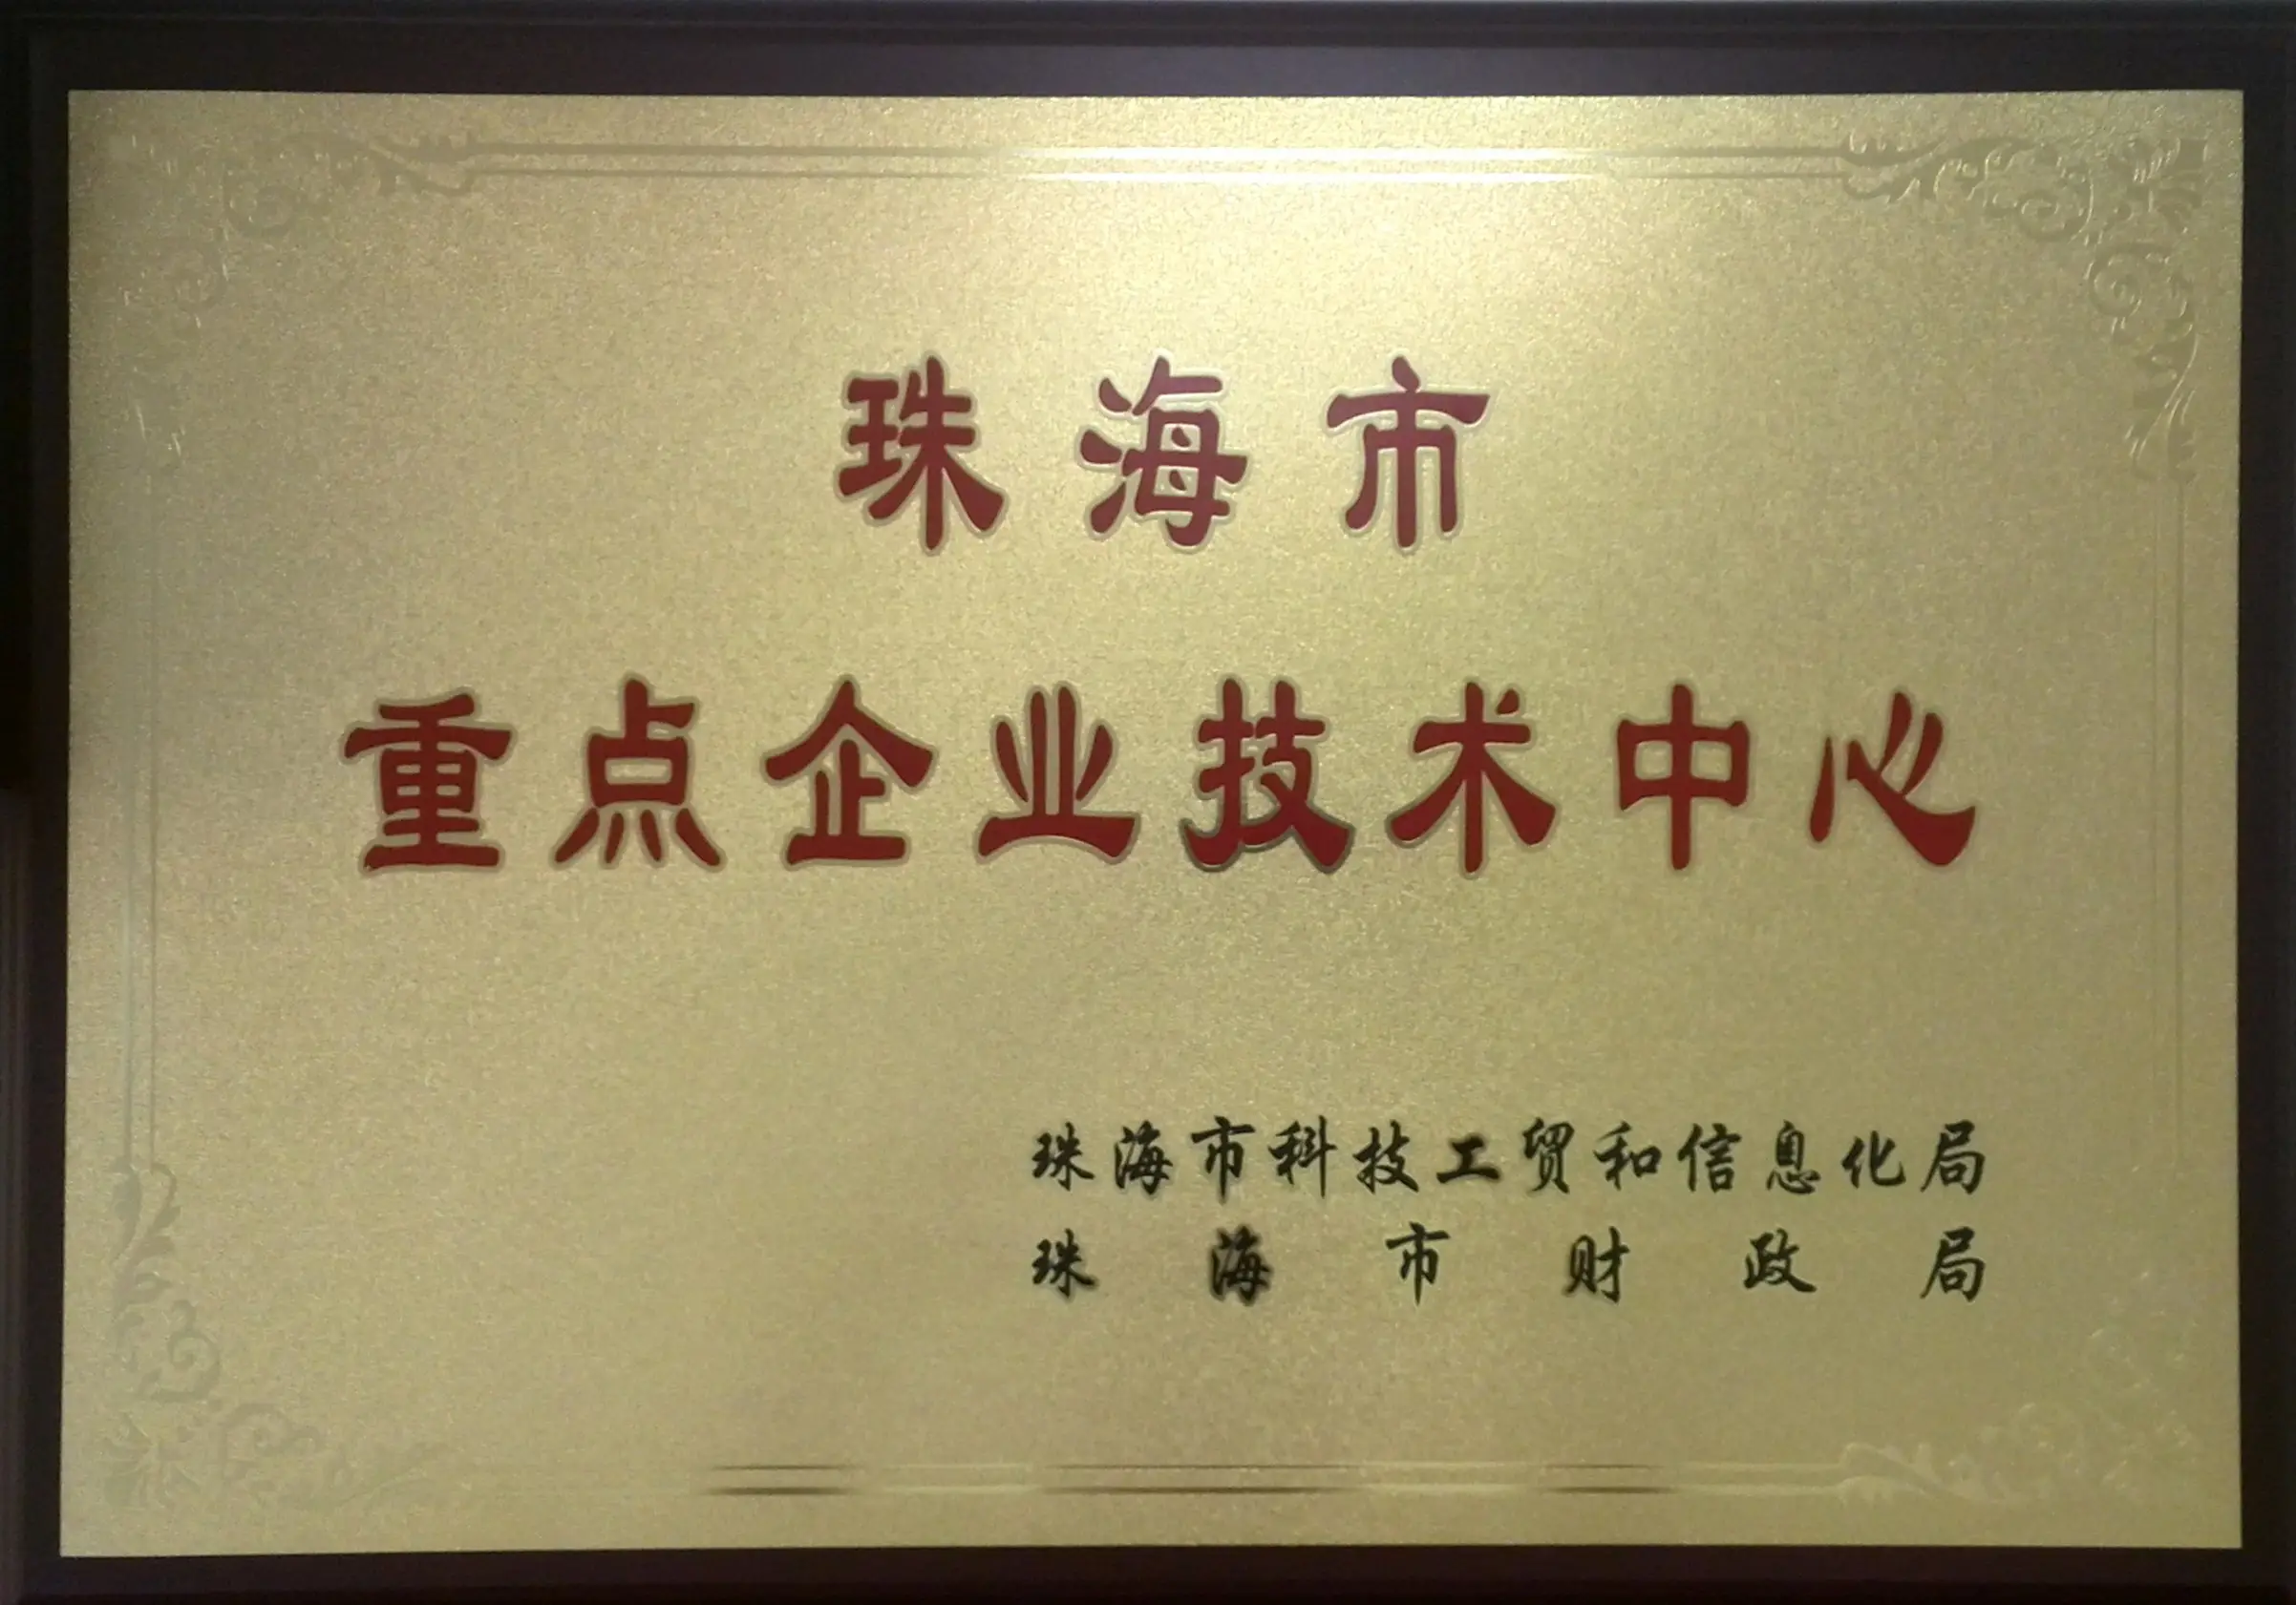 珠海市
重点企业技术中心
珠海市科技工贸和信息化局
珠海市财政局